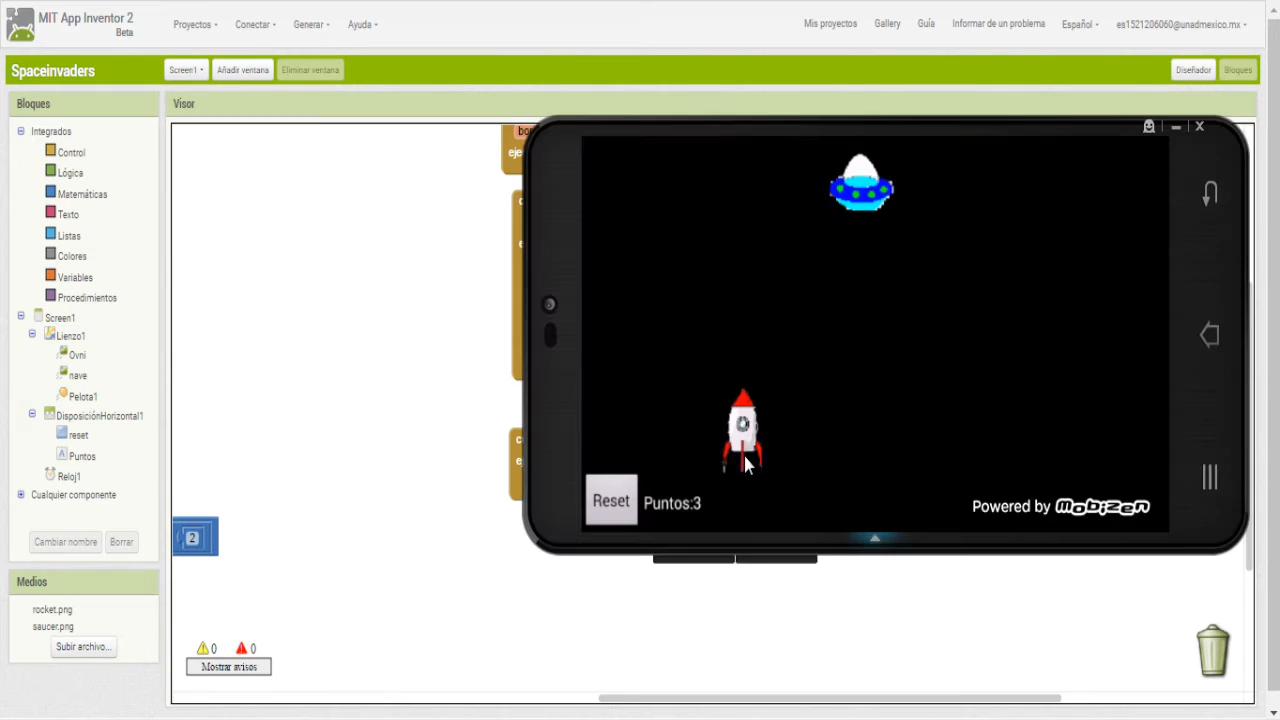 MIT App Inventor 2
Beta
Proyectos Conectar Generar Ayuda
Mis proyectos Gallery Guía Informar de un problema Español es1521206060@unadmexico.mx
Spaceinvaders
Screen1 Añadir ventana Eliminar ventana
Diseñador Bloques
Bloques
Visor
Integrados
Control
Lógica
Matemáticas
Texto
Listas
Colores
Variables
Procedimientos
Screen1
Lienzo1
Ovni
nave
Pelota1
DisposiciónHorizontal1
reset
Puntos
Reloj1
Cualquier componente
Cambiar nombre Borrar
Medios
rocket.png
saucer.png
Subir archivo...
2
0 0
Mostrar avisos
Reset Puntos:3
Powered by mobizen